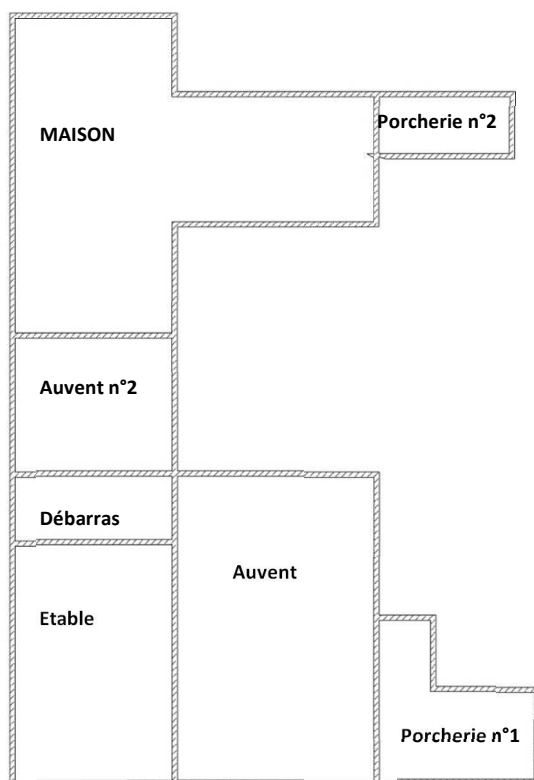 Porcherie n°2
MAISON
Auvent n°2
Débarras
Auvent
Etable
Porcherie n°1